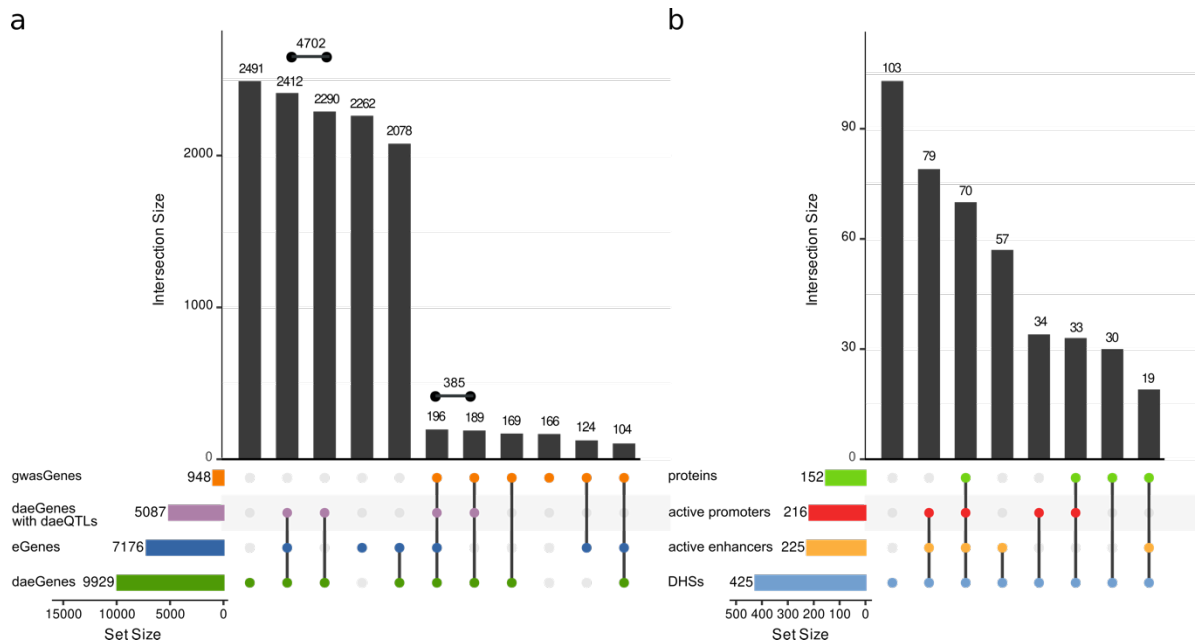 a
b
4702
2491
2412
2290
2262
2078
385
196
189
169
166
124
104
2000
1000
0
Intersection Size
gwasGenes
948
daeGenes
with daeQTLs
5087
eGenes
7176
daeGenes
9929
15000 10000 5000 0
Set Size
103
79
70
57
34
33
30
19
90
60
30
0
Intersection Size
proteins
152
active promoters
216
active enhancers
225
DHSs
425
500 400 300 200 100 0
Set Size